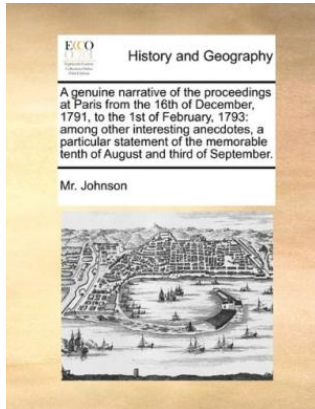 ECCO
History and Geography
A genuine narrative of the proceedings
at Paris from the 16th of December,
1791, to the 1st of February, 1793:
among other interesting anecdotes, a
particular statement of the memorable
tenth of August and third of September.
Mr. Johnson